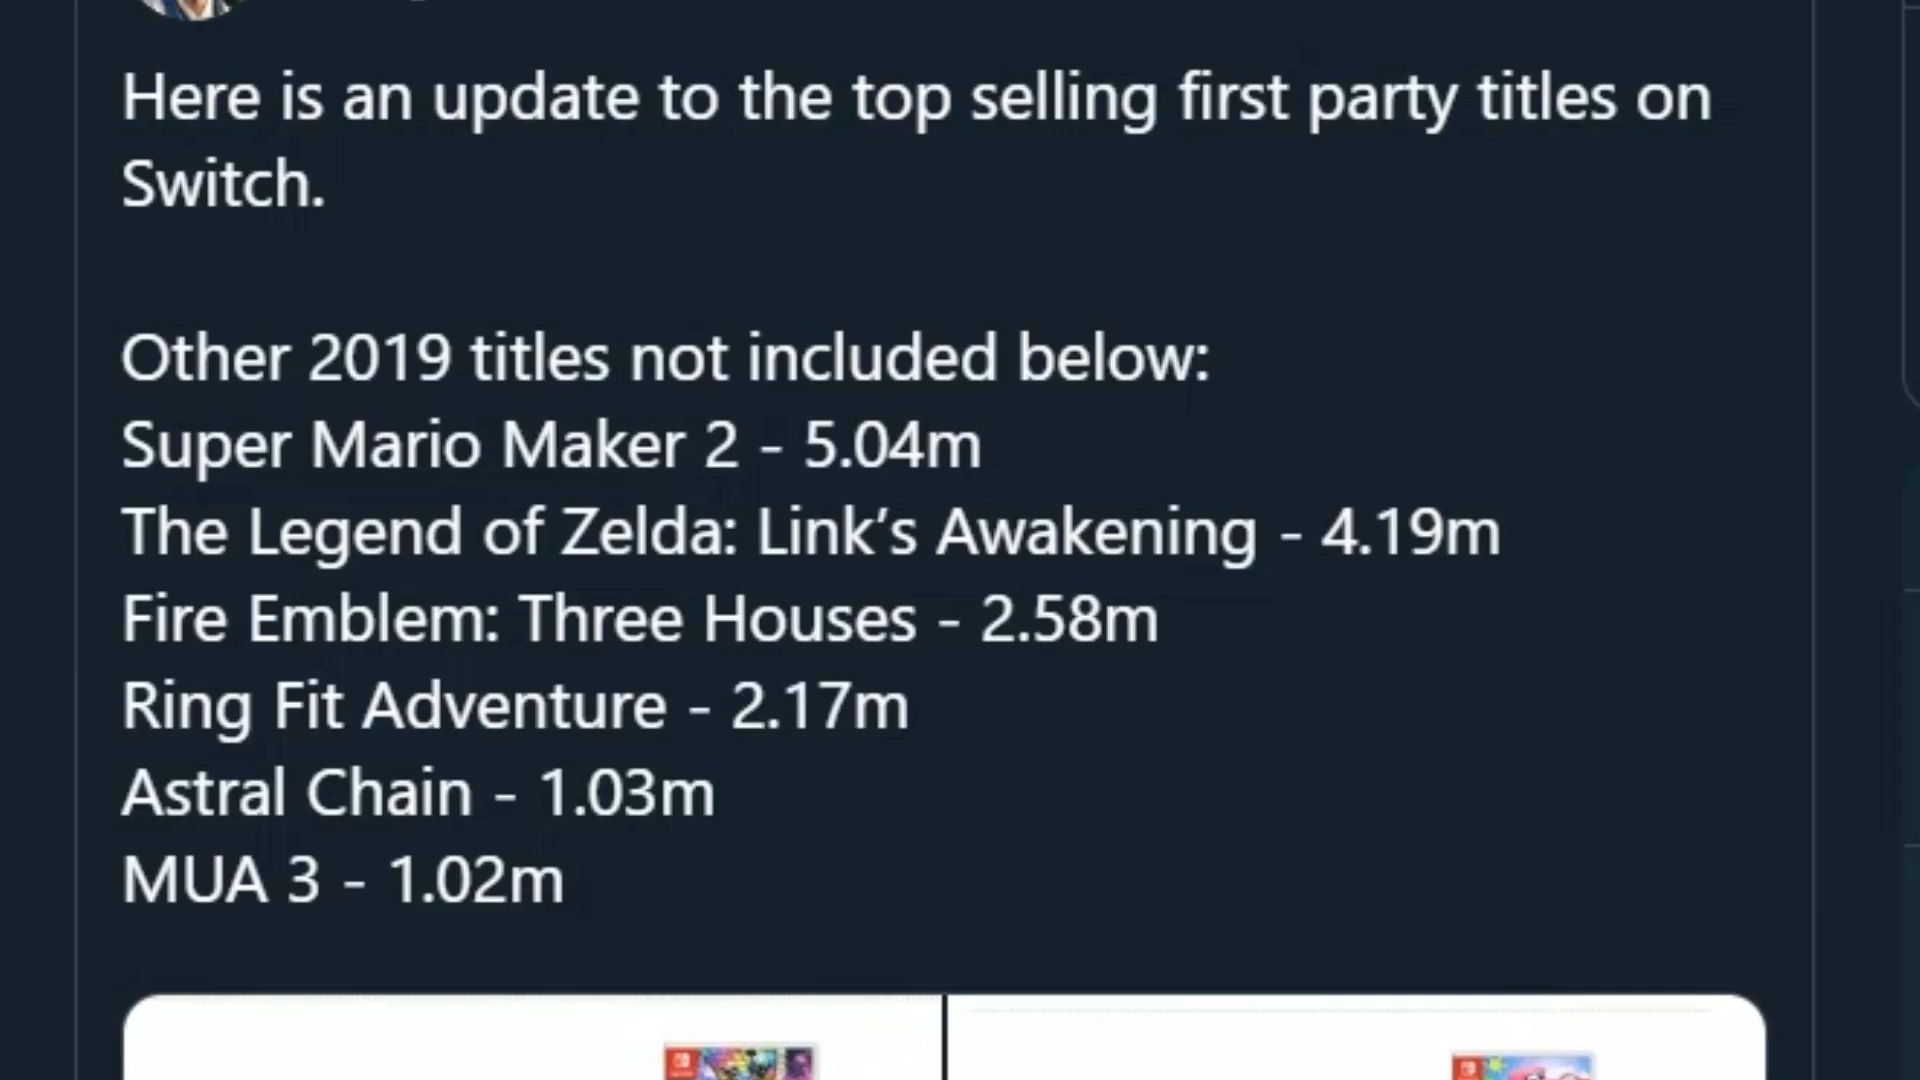 Here is an update to the top selling first party titles on
Switch.
Other 2019 titles not included below:
Super Mario Maker 2 - 5.04m
The Legend of Zelda: Link’s Awakening - 4.19m
Fire Emblem: Three Houses - 2.58m
Ring Fit Adventure - 2.17m
Astral Chain - 1.03m
MUA 3 - 1.02m